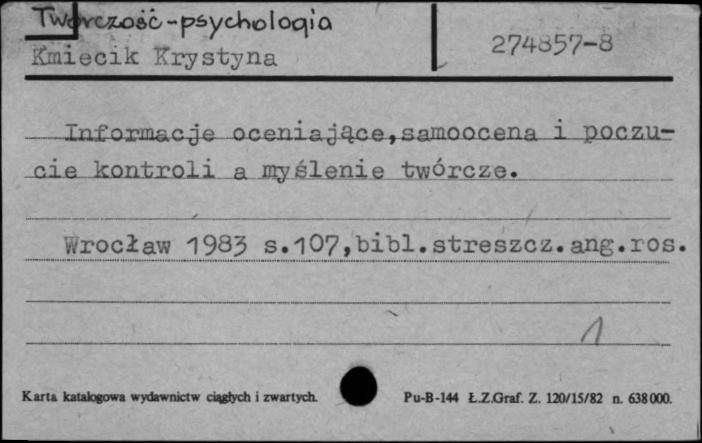 Twórczość-psychologia
Kmiecik Krystyna
274857-8
Informacje oceniające,samoocena i poczu-
cie kontroli a myślenie twórcze.
Wrocław 1983 s.107,bibl.streszcz.ang.ros.
1
Karta katalogowa wydawnictw ciągłych i zwartych.
Pu-B-144 Ł.Z.Graf. Z. 120/15/82 n. 638000.